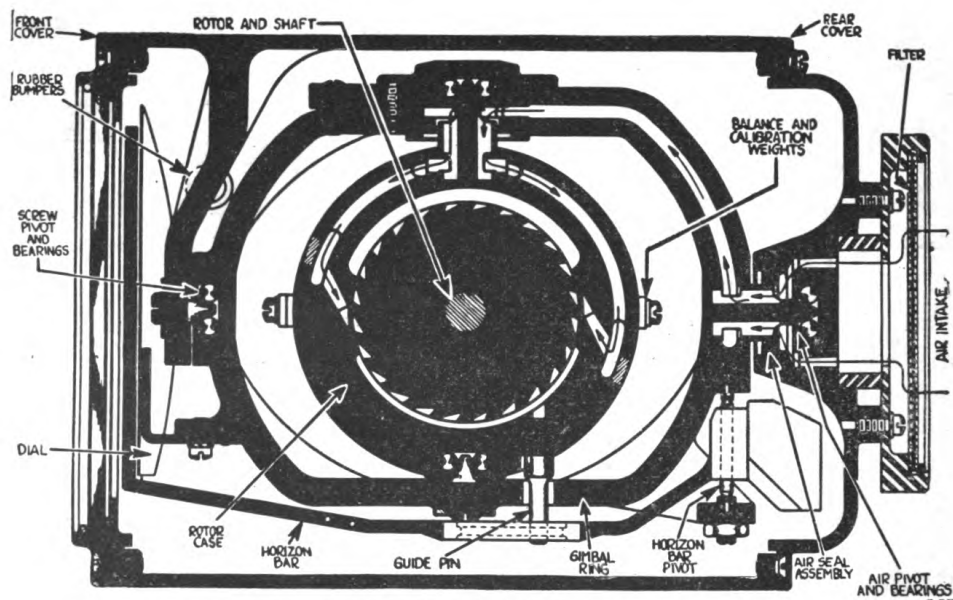 FRONT
COVER
ROTOR AND SHAFT
REAR
COVER
FILTER
RUBBER
BUMPERS
BALANCE AND
CALIBRATION
WEIGHTS
SCREW
PIVOT
AND
BEARINGS
AIR INTAKE
DIAL
ROTOR
CASE
HORIZON
BAR
GUIDE PIN
GIMBAL
RING
HORIZON
BAR
PIVOT
AIR SEAL
ASSEMBLY
AIR PIVOT
AND BEARINGS